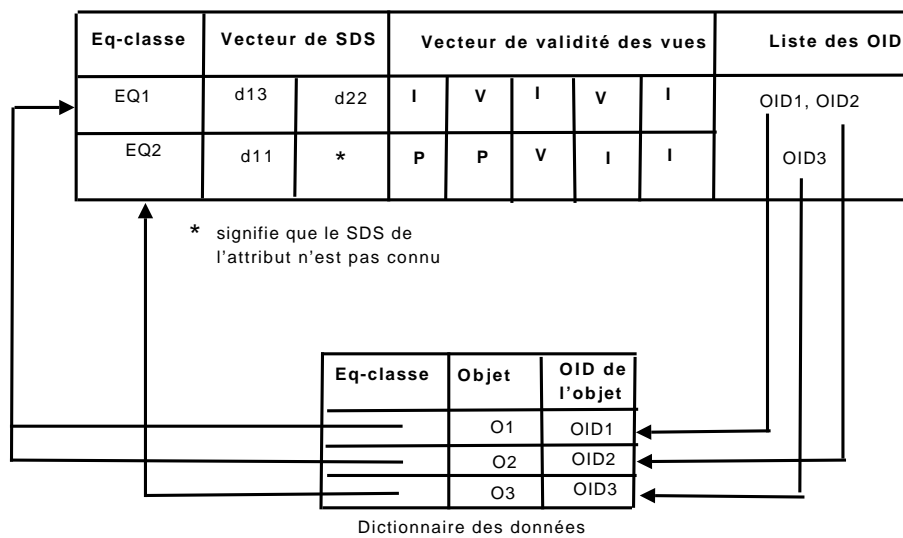 Eq-classe Vecteur de SDS Vecteur de validité des vues Liste des OID
EQ1 d13 d22 I V I V I OID1, OID2
EQ2 d11 * P P V I I OID3
* signifie que le SDS de
l'attribut n'est pas connu
Eq-classe Objet OID de
l'objet
O1 OID1
O2 OID2
O3 OID3
Dictionnaire des données